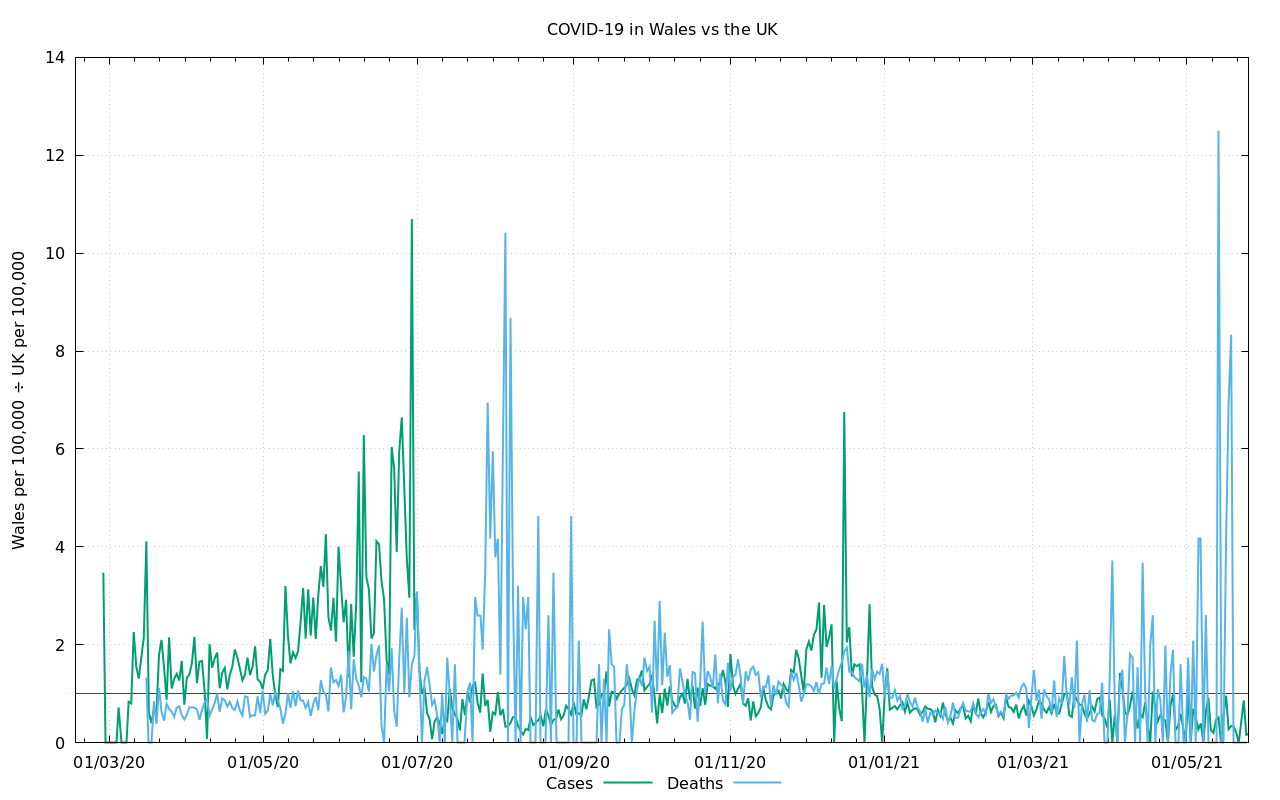 COVID-19 in Wales vs the UK
Wales per 100,000 ÷ UK per 100,000
14
12
10
8
6
4
2
0
01/03/20 01/05/20 01/07/20 01/09/20 01/11/20 01/01/21 01/03/21 01/05/21
Cases Deaths